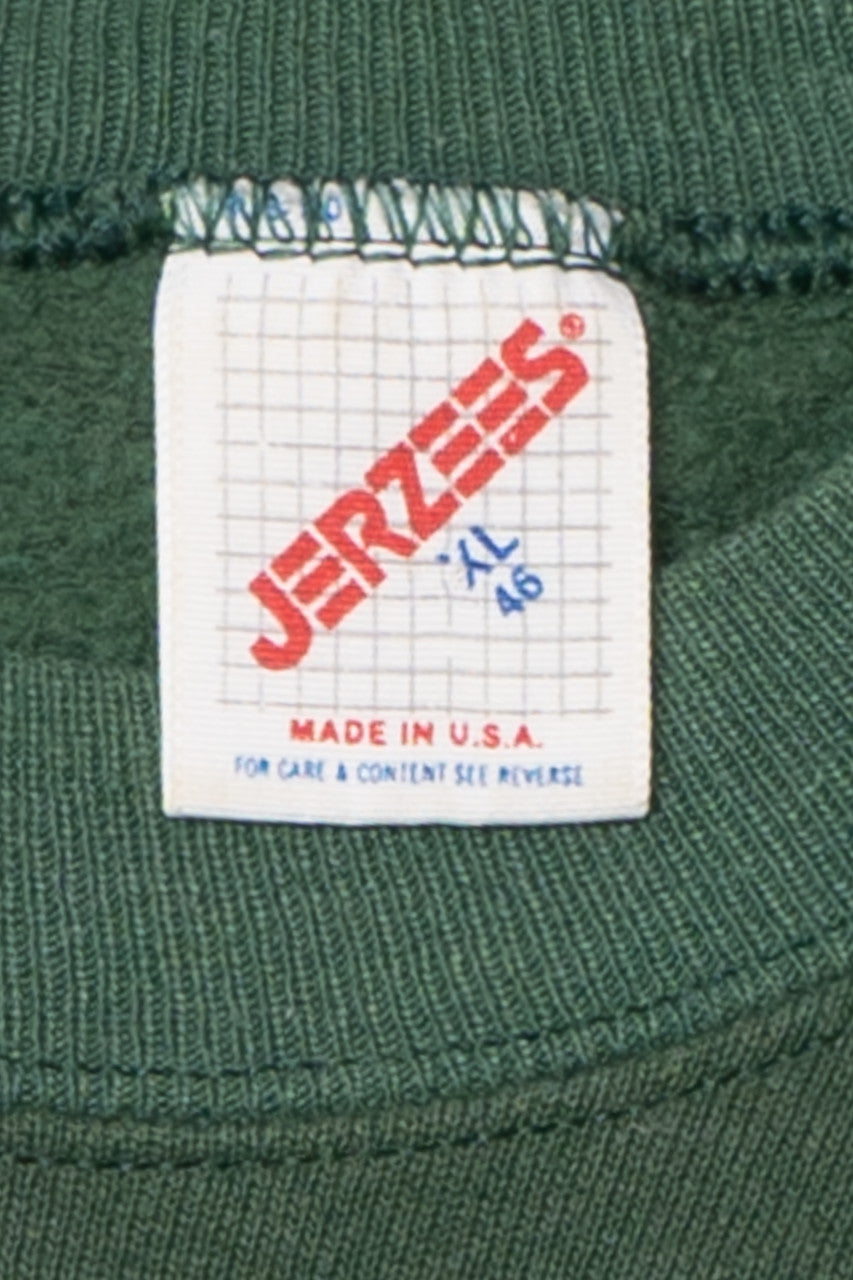 JERZEES®
XL
46
MADE IN U.S.A.
FOR CARE & CONTENT SEE REVERSE